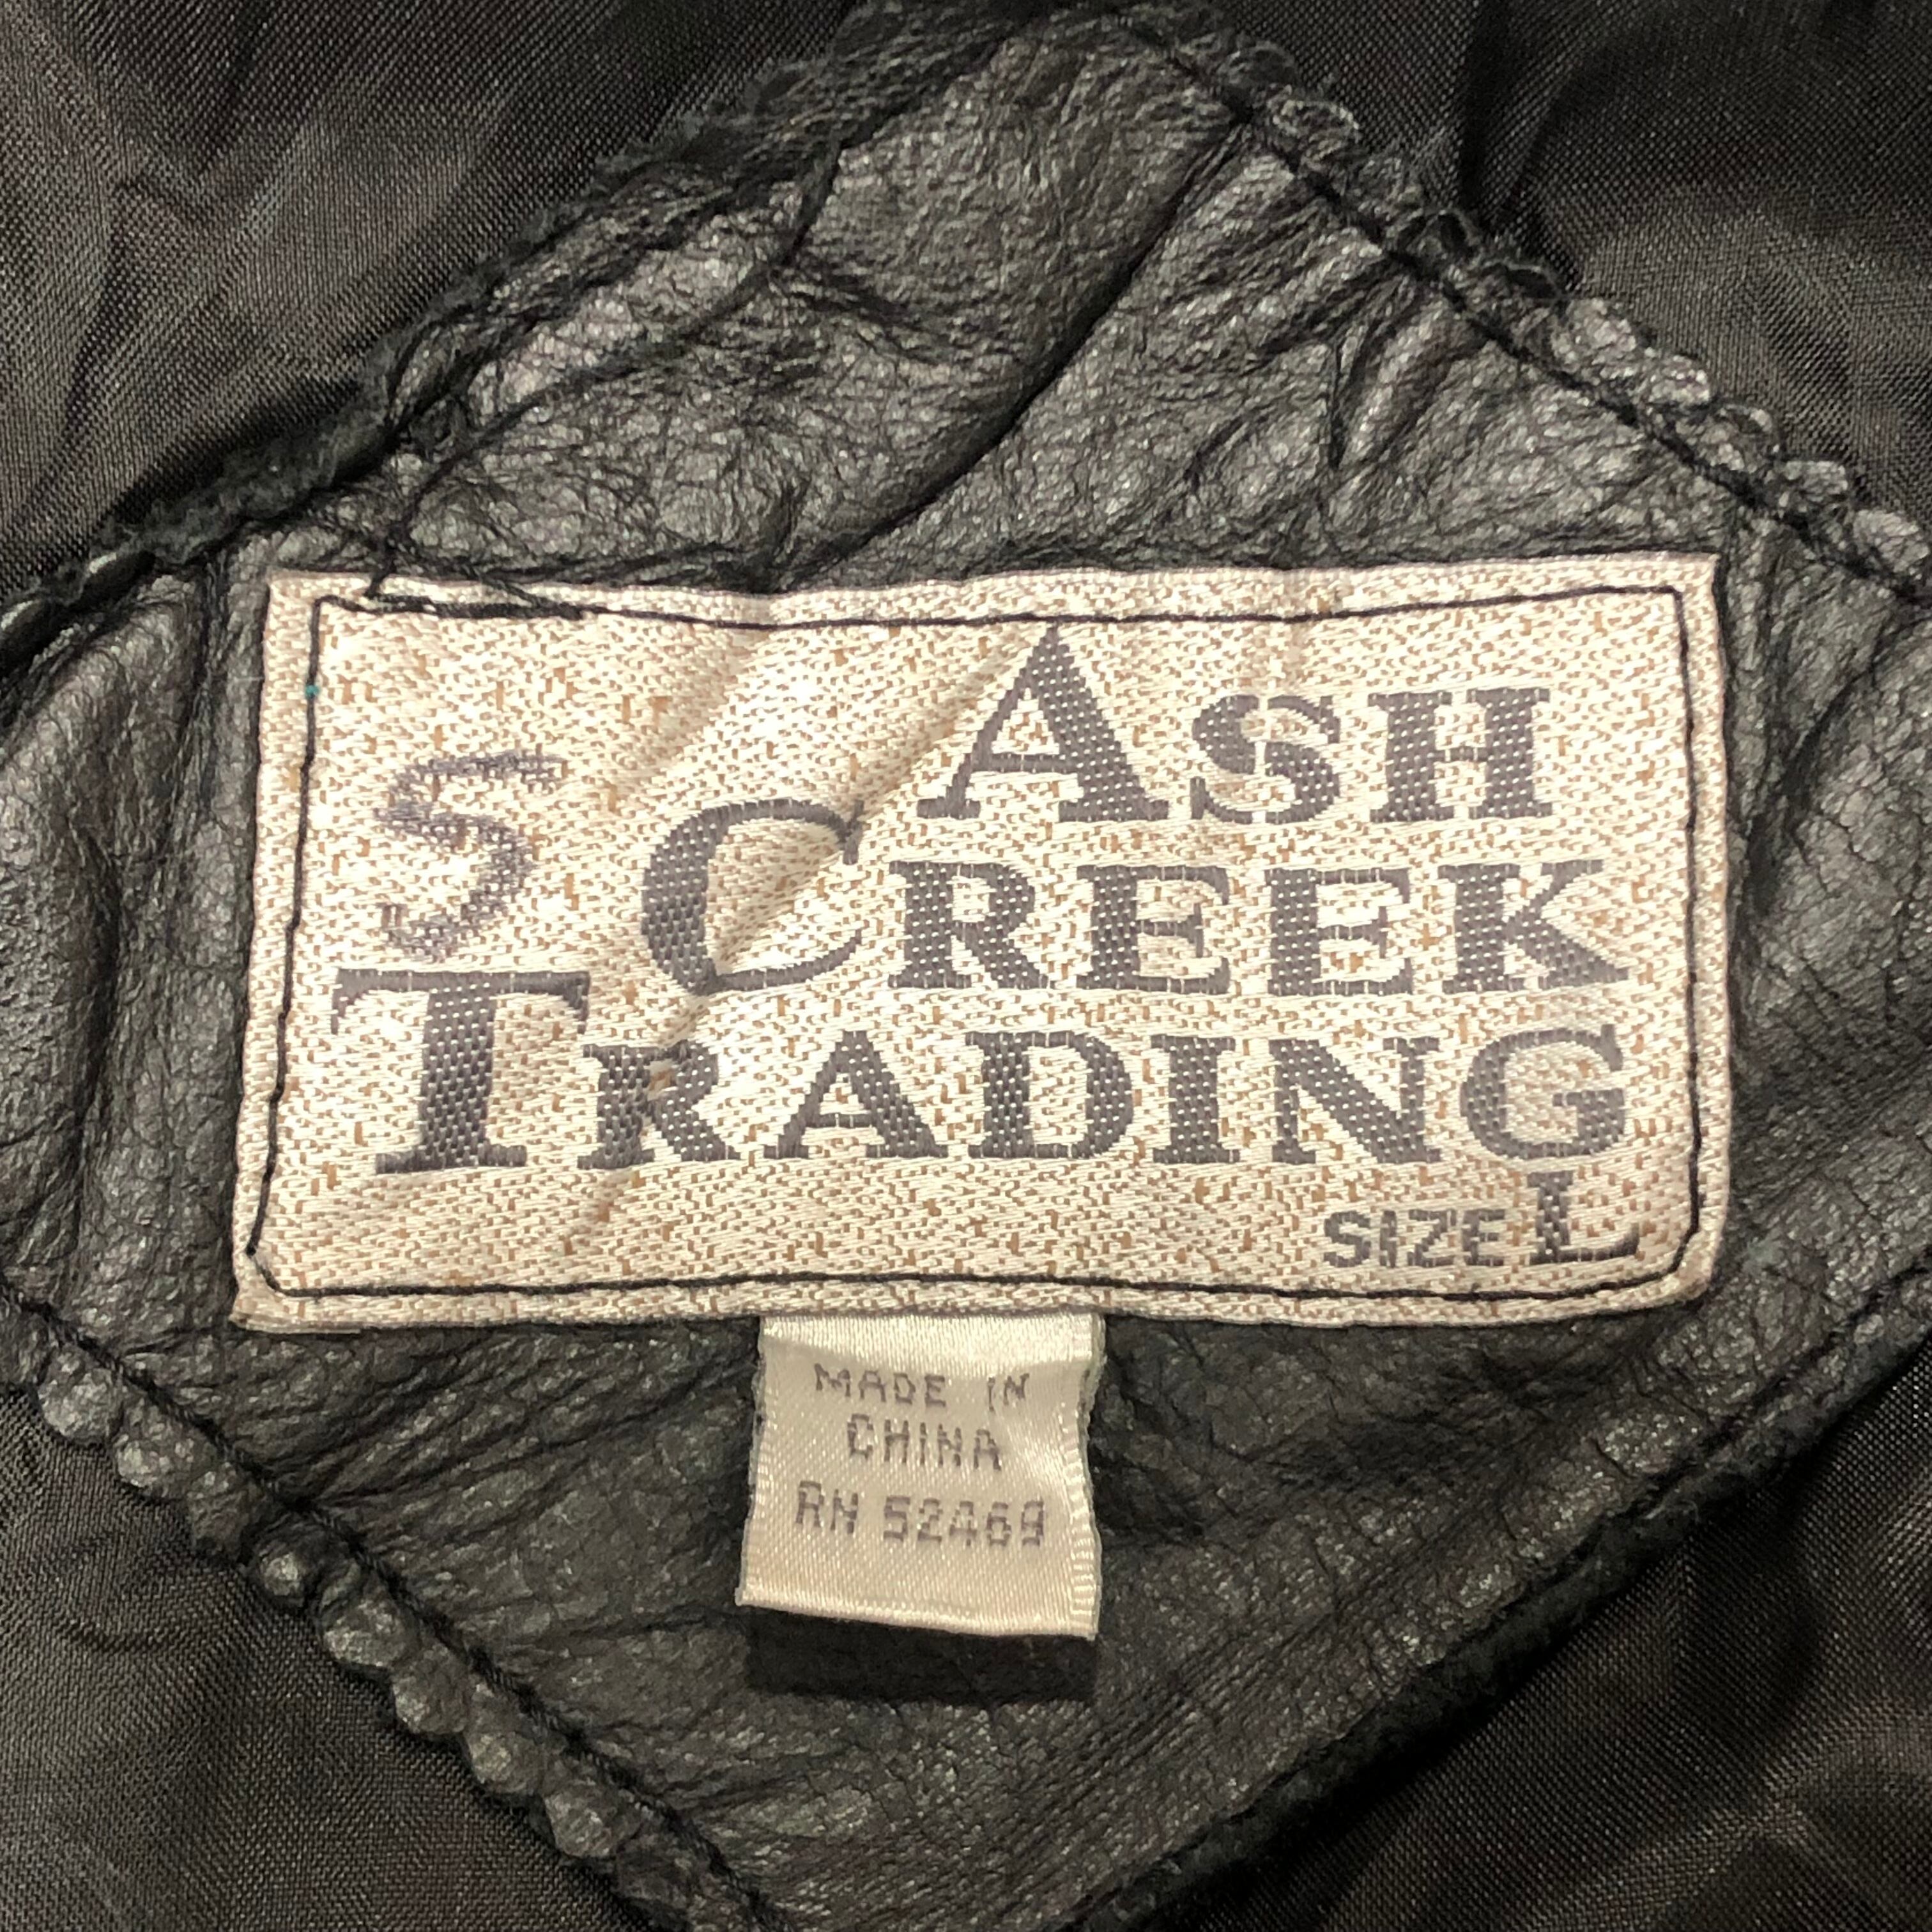 ASH
S CREEK
TRADING
SIZE L
MADE IN
CHINA
RN 52469